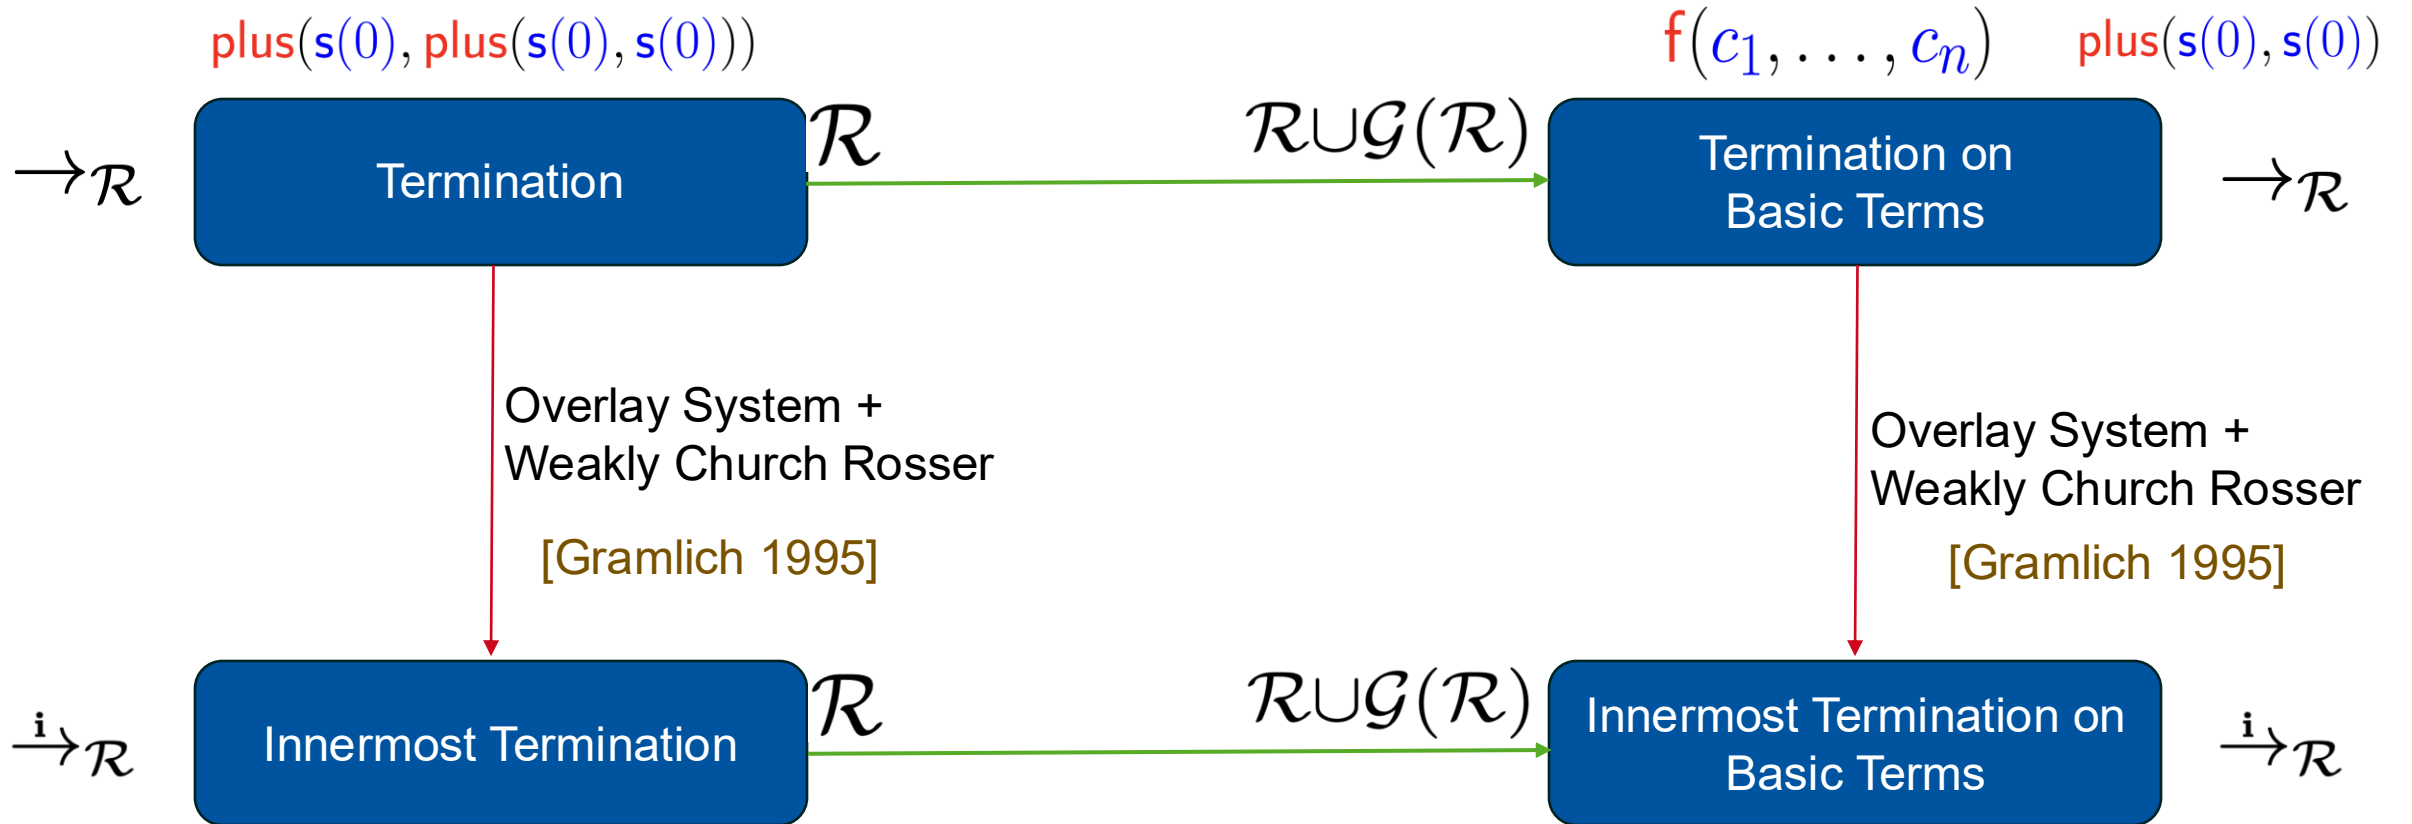 plus(s(0), plus(s(0), s(0)))
f(c₁, . . . , cₙ)
plus(s(0), s(0))
→𝓡
Termination
𝓡
𝓡∪𝓖(𝓡)
Termination on
Basic Terms
→𝓡
Overlay System +
Weakly Church Rosser
[Gramlich 1995]
Overlay System +
Weakly Church Rosser
[Gramlich 1995]
i→𝓡
Innermost Termination
𝓡
𝓡∪𝓖(𝓡)
Innermost Termination on
Basic Terms
i→𝓡